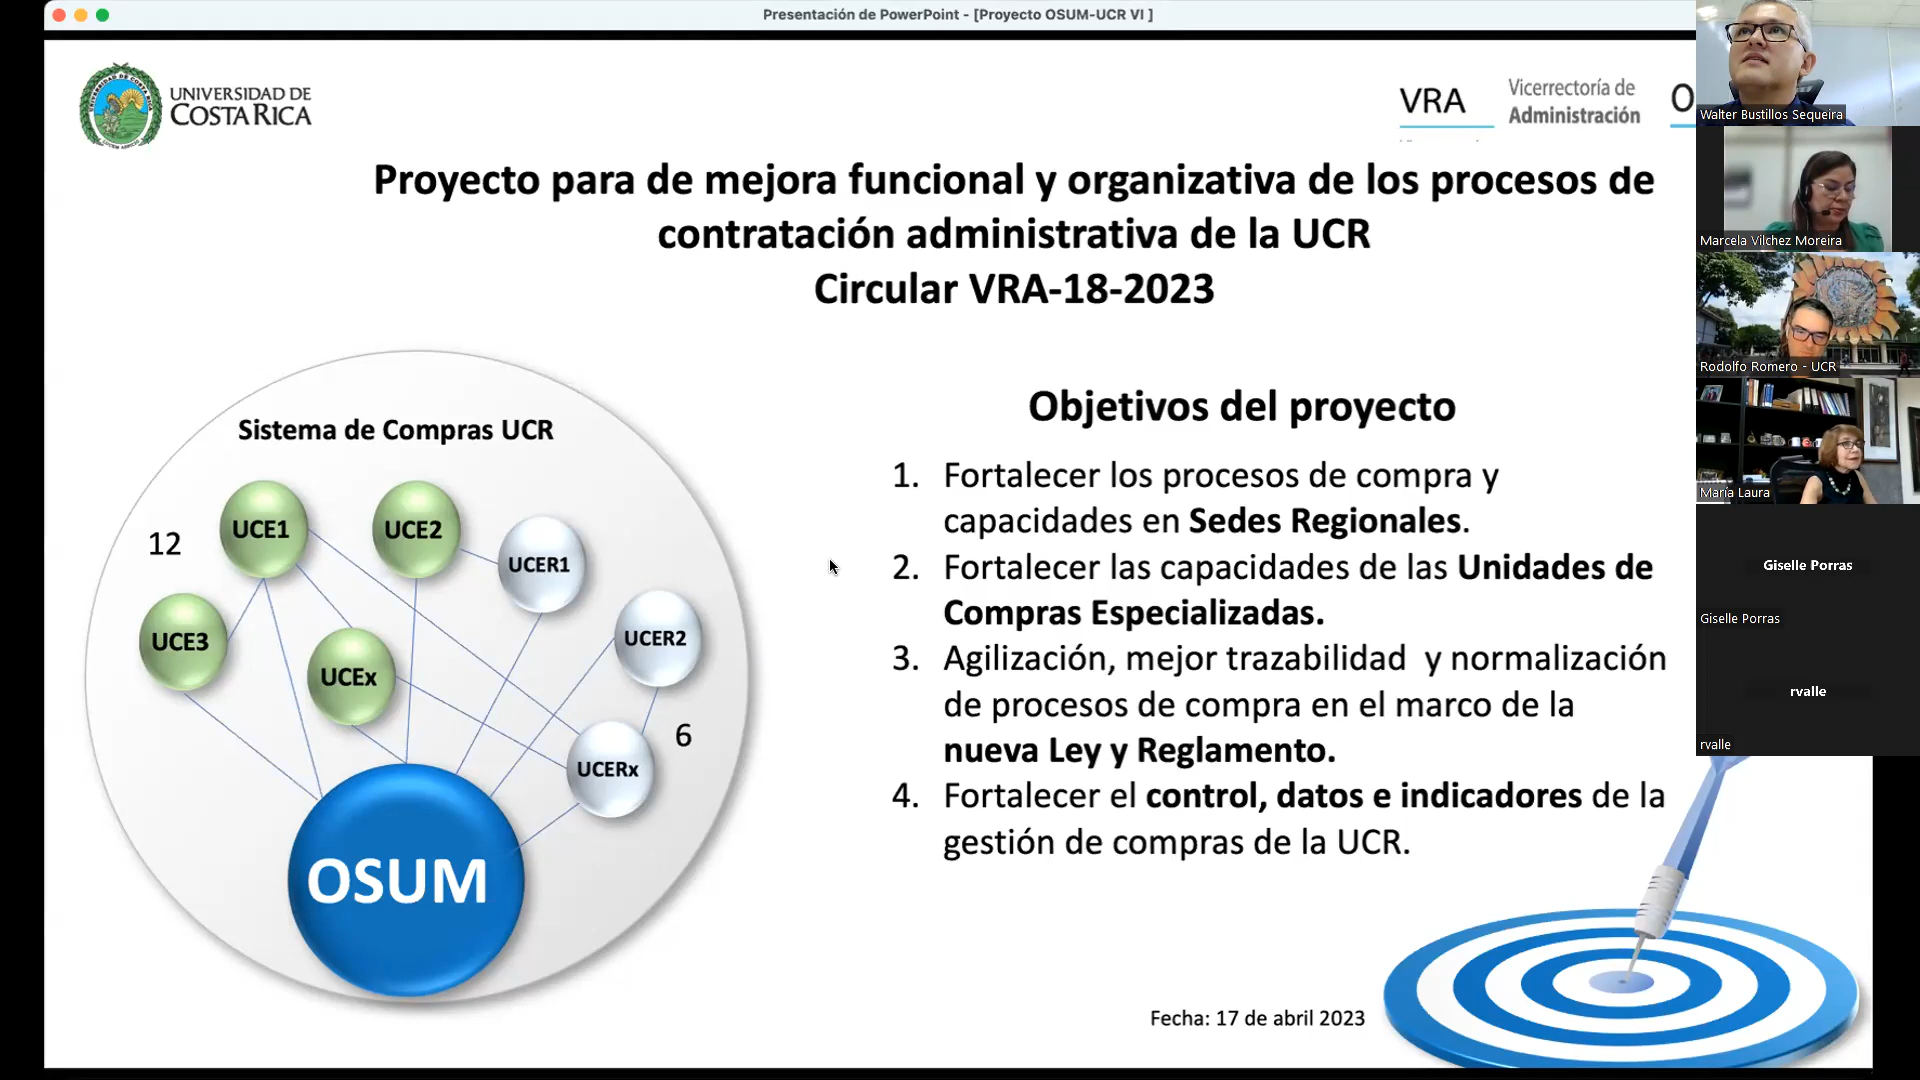 Presentación de PowerPoint - [Proyecto OSUM-UCR VI ]
UNIVERSIDAD DE
COSTA RICA
VRA
Vicerrectoría de
Administración
O
Proyecto para de mejora funcional y organizativa de los procesos de
contratación administrativa de la UCR
Circular VRA-18-2023
Sistema de Compras UCR
12
UCE1
UCE2
UCER1
UCE3
UCEx
UCER2
6
UCERx
OSUM
Objetivos del proyecto
1. Fortalecer los procesos de compra y
capacidades en Sedes Regionales.
2. Fortalecer las capacidades de las Unidades de
Compras Especializadas.
3. Agilización, mejor trazabilidad y normalización
de procesos de compra en el marco de la
nueva Ley y Reglamento.
4. Fortalecer el control, datos e indicadores de la
gestión de compras de la UCR.
Fecha: 17 de abril 2023
Walter Bustillos Sequeira
Marcela Vilchez Moreira
Rodolfo Romero - UCR
María Laura
Giselle Porras
Giselle Porras
rvalle
rvalle